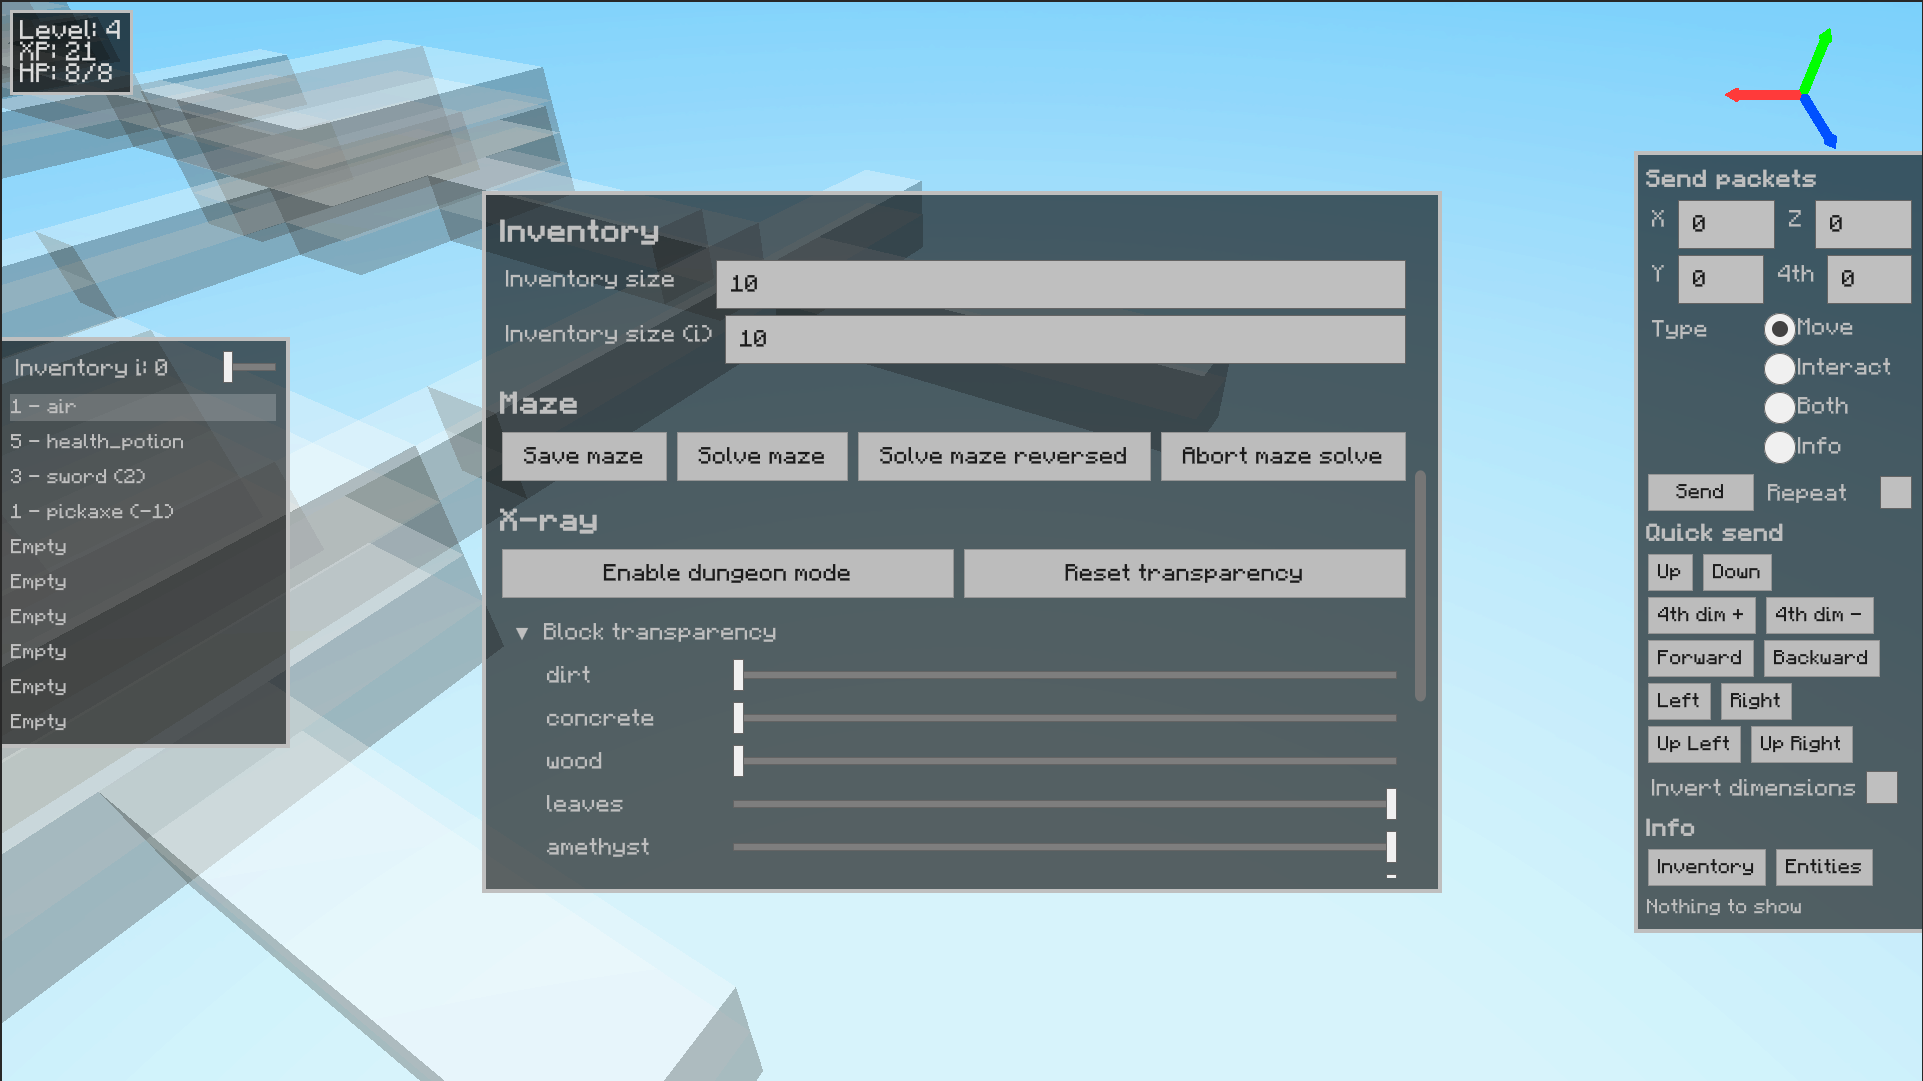 Level: 4
XP: 21
HP: 8/8
Inventory i: 0
1 - air
5 - health_potion
3 - sword (2)
1 - pickaxe (-1)
Empty
Empty
Empty
Empty
Empty
Empty
Inventory
Inventory size 10
Inventory size (i) 10
Maze
Save maze Solve maze Solve maze reversed Abort maze solve
X-ray
Enable dungeon mode Reset transparency
▼ Block transparency
dirt
concrete
wood
leaves
amethyst
Send packets
X 0 Z 0
Y 0 4th 0
Type Move
Interact
Both
Info
Send Repeat
Quick send
Up Down
4th dim + 4th dim -
Forward Backward
Left Right
Up Left Up Right
Invert dimensions
Info
Inventory Entities
Nothing to show